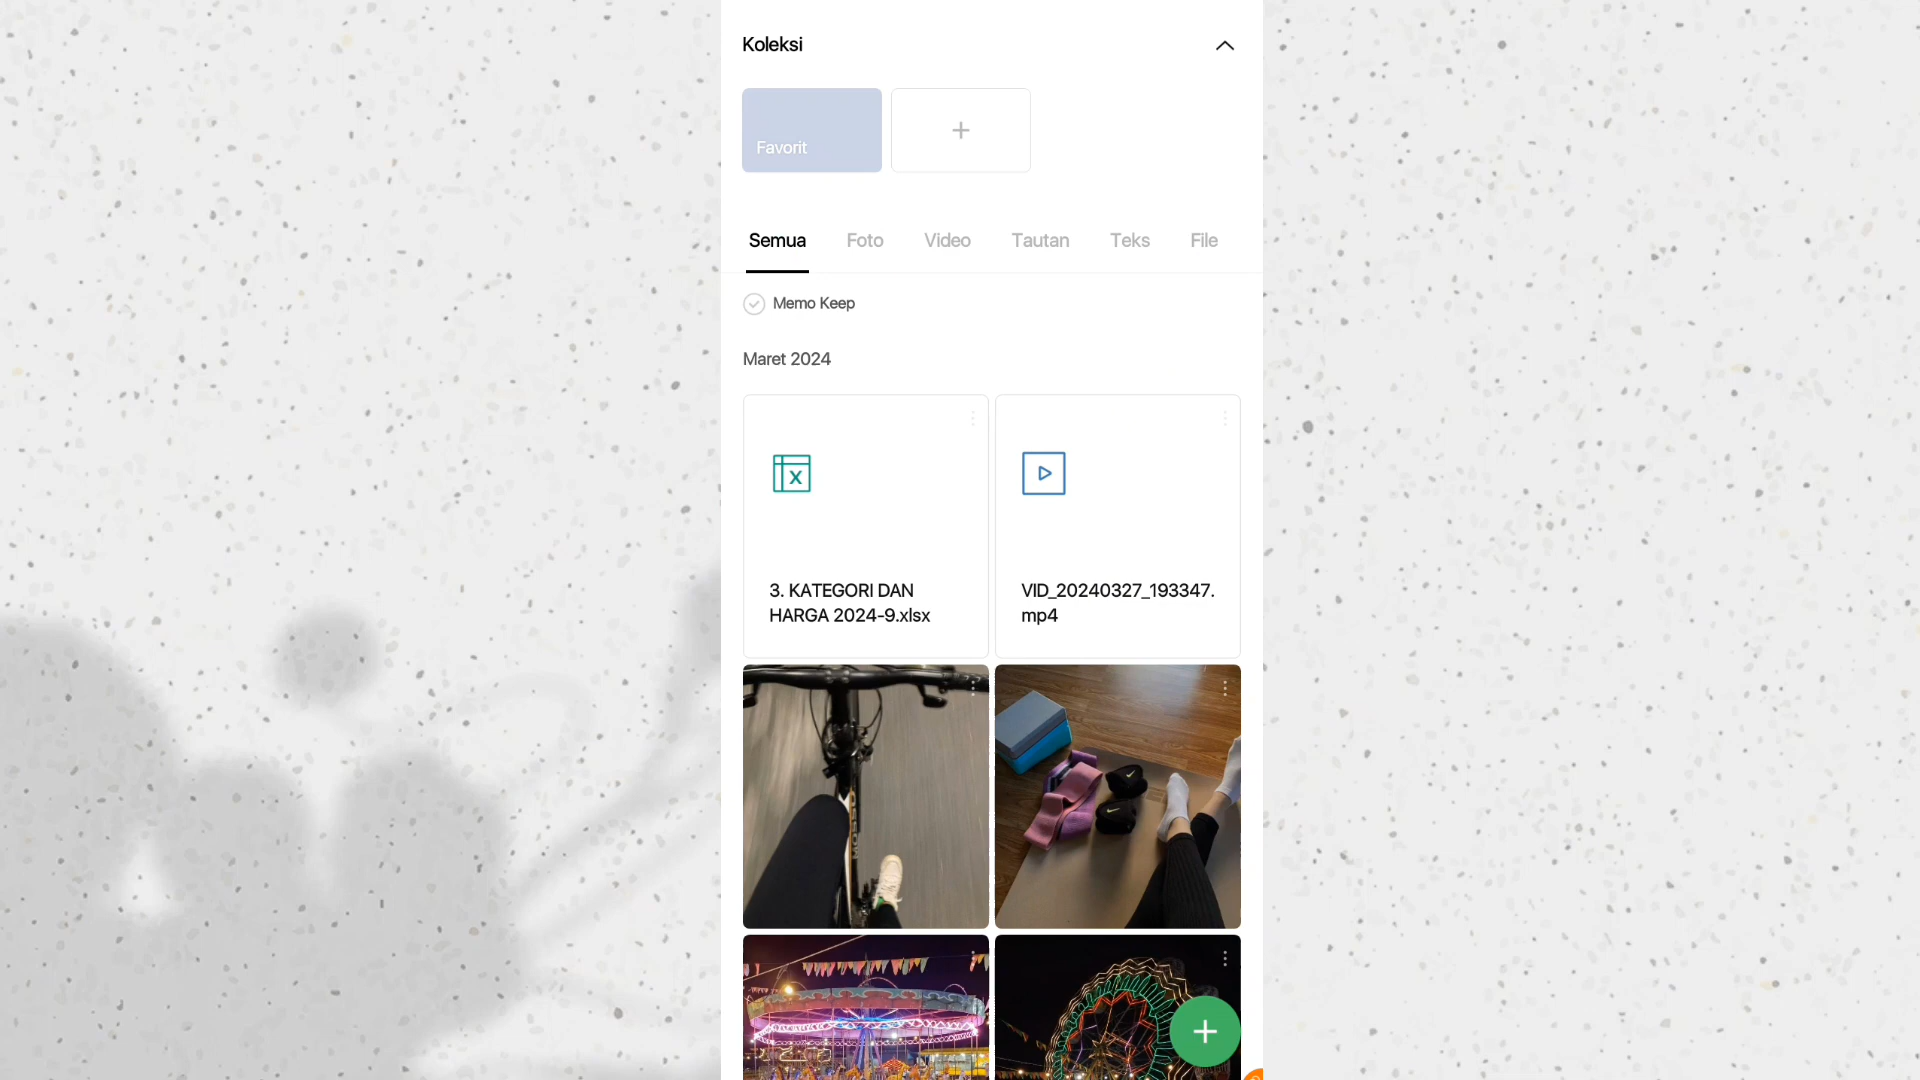 Koleksi
Favorit
Semua Foto Video Tautan Teks File
Memo Keep
Maret 2024
3. KATEGORI DAN
HARGA 2024-9.xlsx
VID_20240327_193347.
mp4